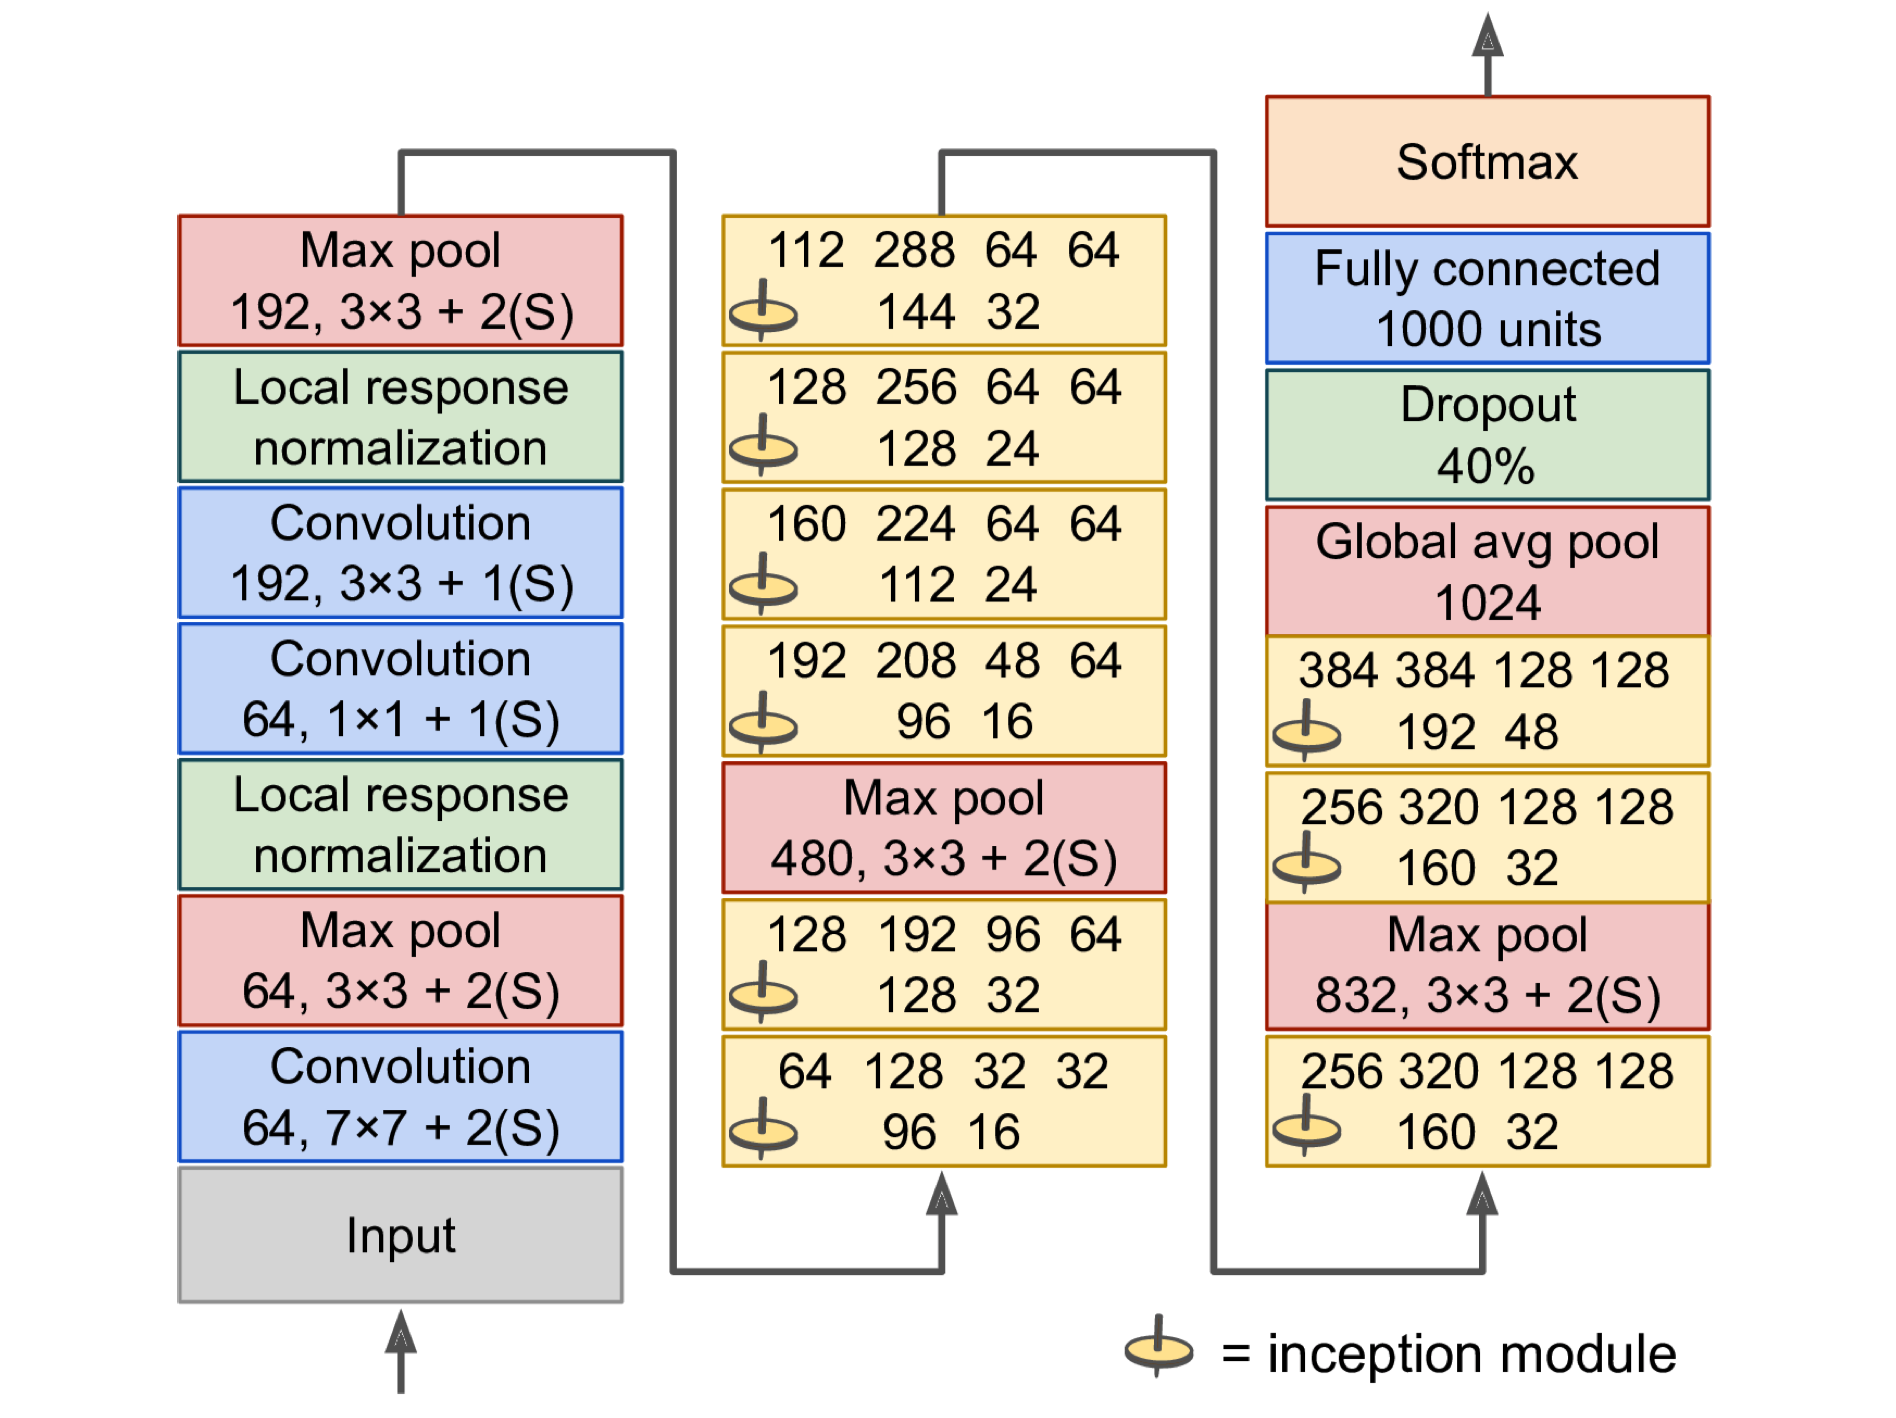 Max pool
192, 3×3 + 2(S)
Local response
normalization
Convolution
192, 3×3 + 1(S)
Convolution
64, 1×1 + 1(S)
Local response
normalization
Max pool
64, 3×3 + 2(S)
Convolution
64, 7×7 + 2(S)
Input
112 288 64 64
144 32
128 256 64 64
128 24
160 224 64 64
112 24
192 208 48 64
96 16
Max pool
480, 3×3 + 2(S)
128 192 96 64
128 32
64 128 32 32
96 16
Softmax
Fully connected
1000 units
Dropout
40%
Global avg pool
1024
384 384 128 128
192 48
256 320 128 128
160 32
Max pool
832, 3×3 + 2(S)
256 320 128 128
160 32
= inception module